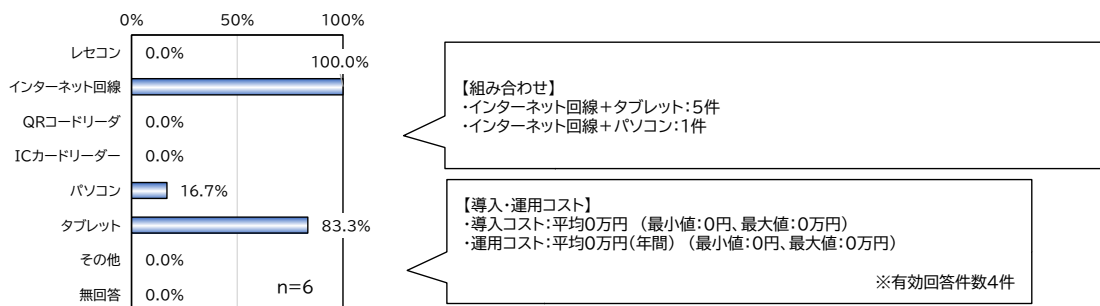 0% 50% 100%
レセコン 0.0%
100.0%
インターネット回線
QRコードリーダ 0.0%
ICカードリーダー 0.0%
パソコン 16.7%
タブレット 83.3%
その他 0.0%
無回答 0.0%
n=6
【組み合わせ】
・インターネット回線+タブレット:5件
・インターネット回線+パソコン:1件
【導入・運用コスト】
・導入コスト:平均0万円 (最小値:0円、最大値:0万円)
・運用コスト:平均0万円(年間) (最小値:0円、最大値:0万円)
※有効回答件数4件